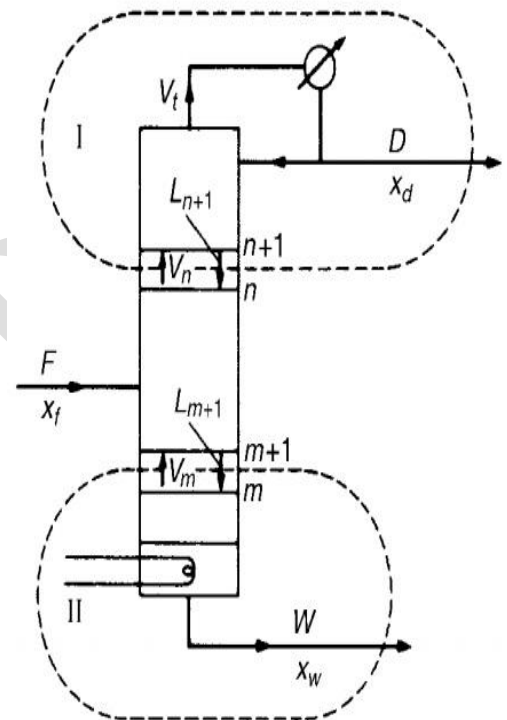 V_t
I
D
x_d
L_{n+1}
n+1
V_n
n
F
x_f
L_{m+1}
m+1
V_m
m
II
W
x_w